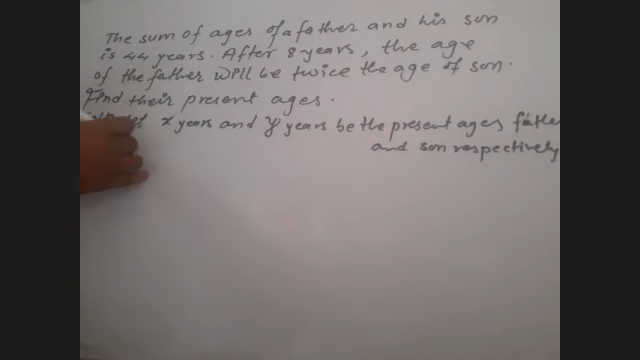 The sum of ages of a father and his son
is 44 years. After 8 years, the age
of the father will be twice the age of son.
Find their present ages.
x years and y years be the present ages fathe
and son respectively